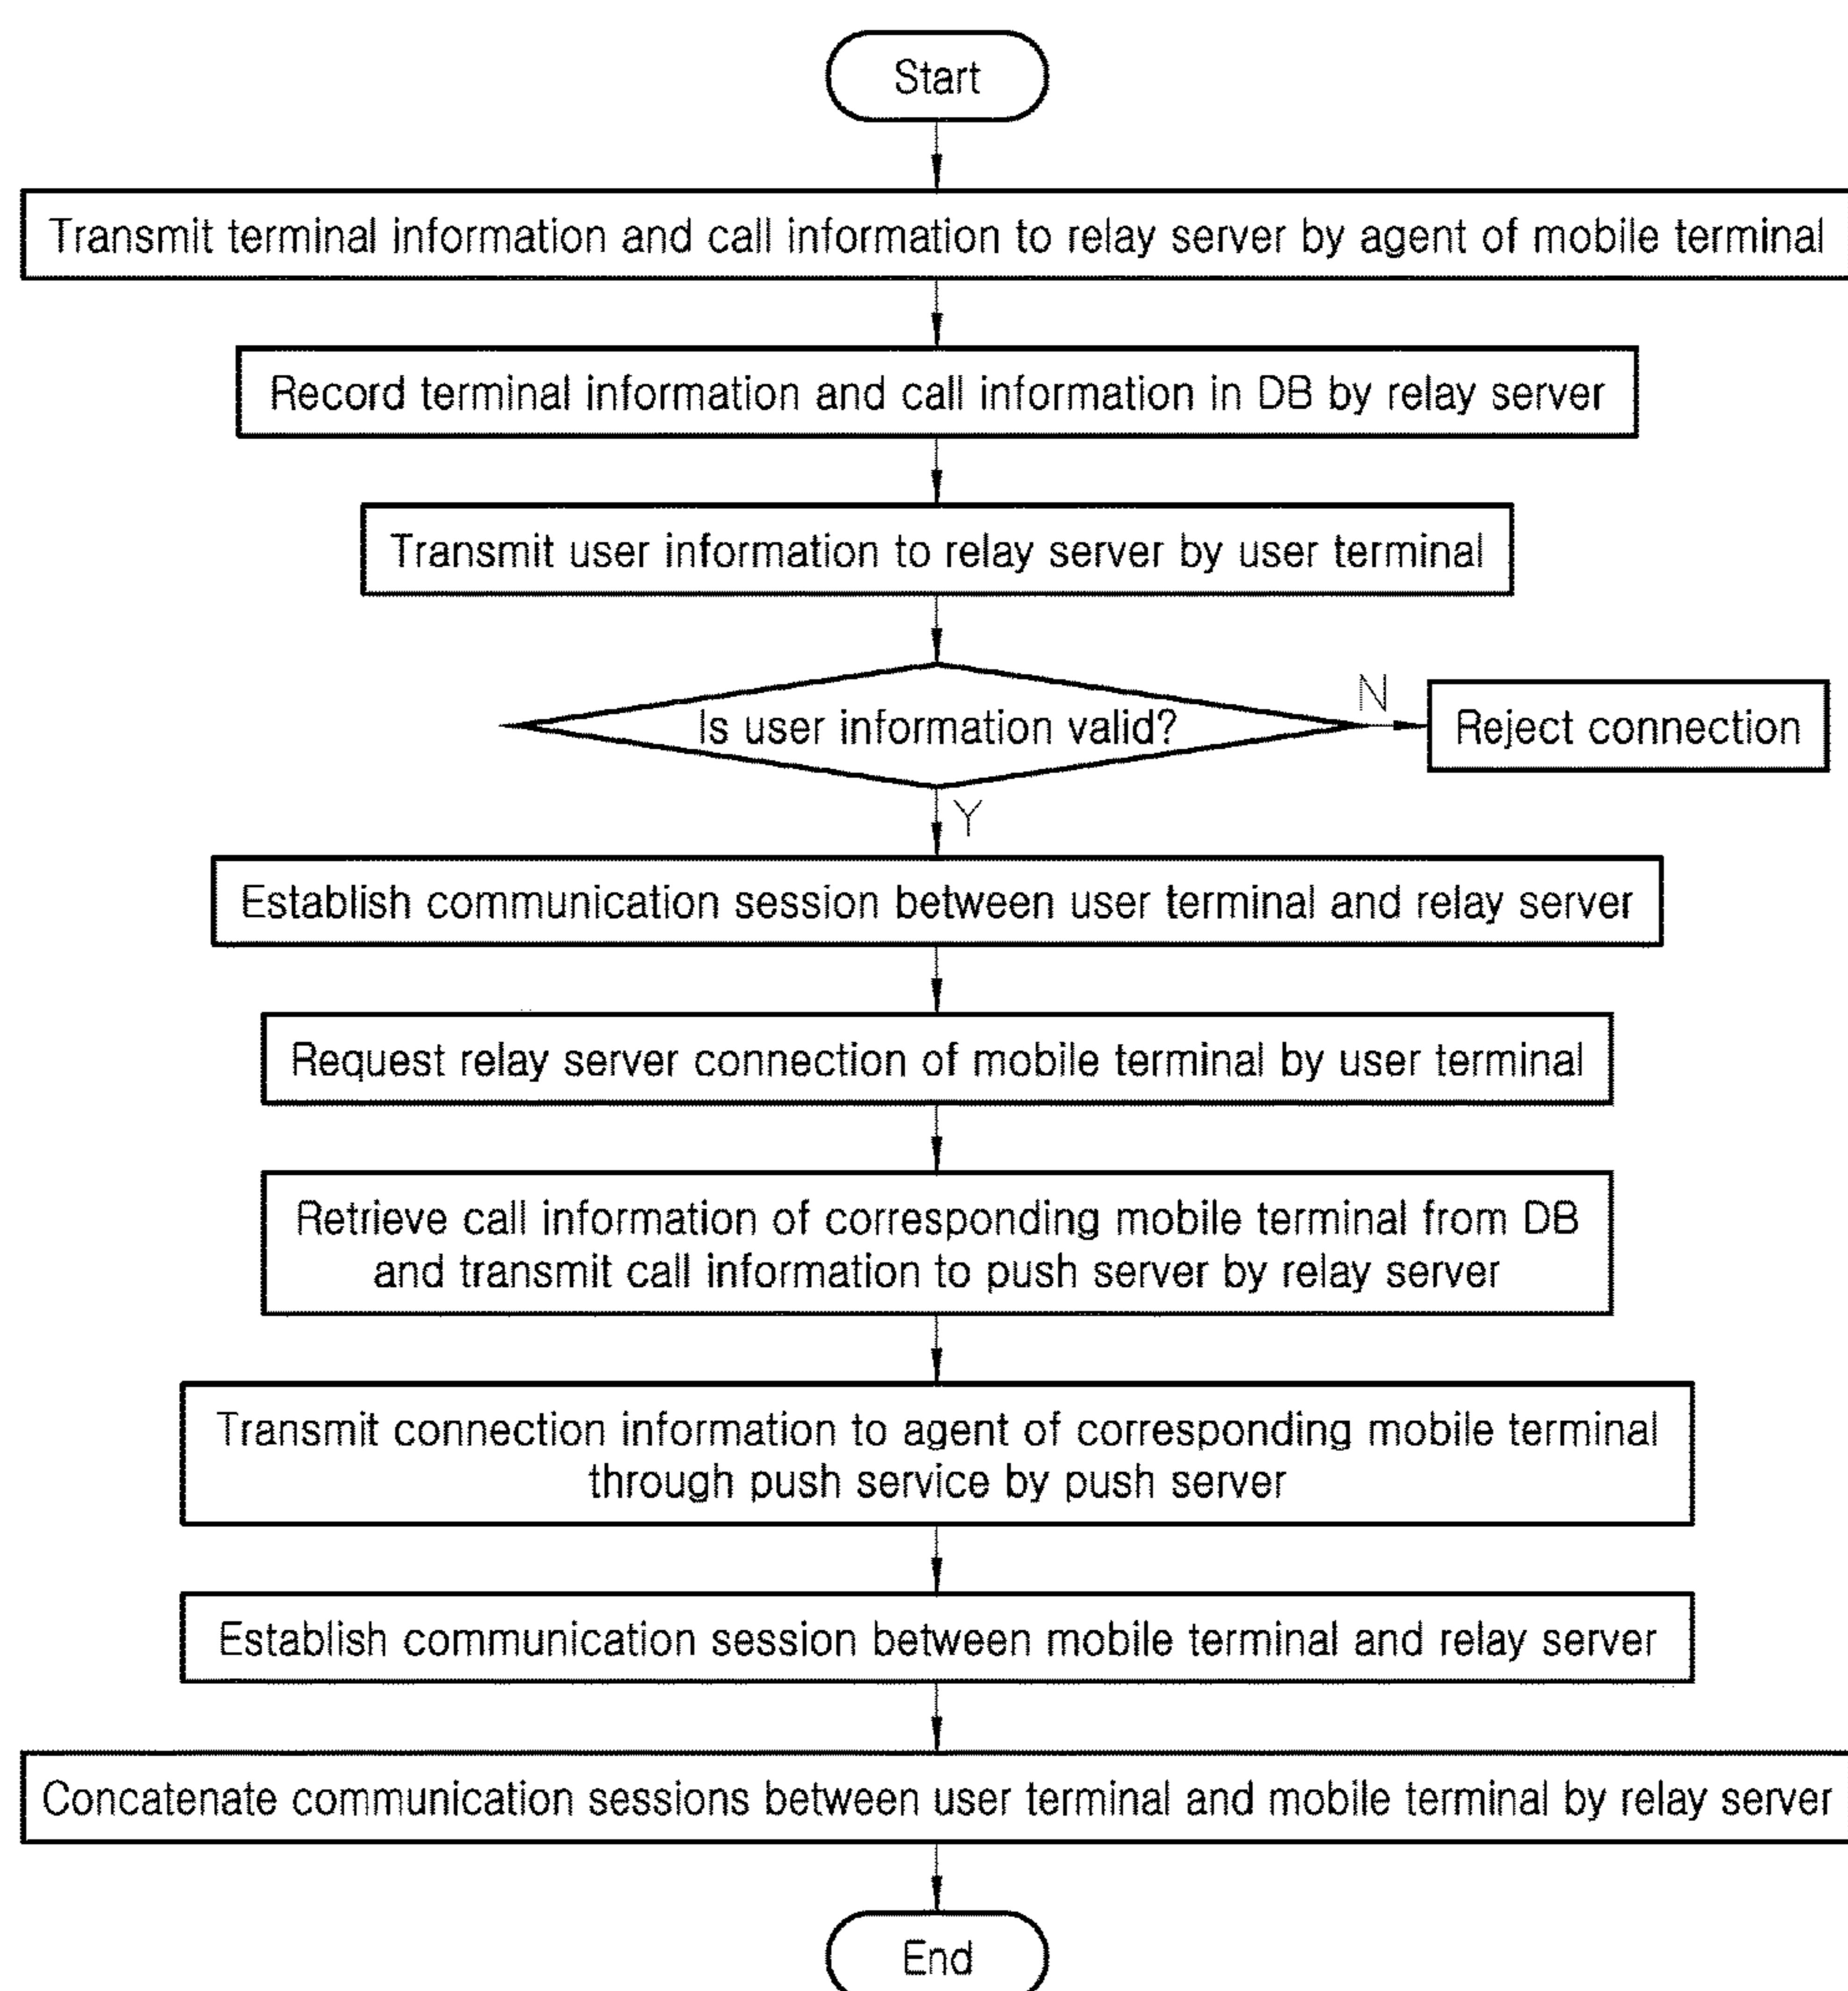 Start
Transmit terminal information and call information to relay server by agent of mobile terminal
Record terminal information and call information in DB by relay server
Transmit user information to relay server by user terminal
Is user information valid?
N
Reject connection
Y
Establish communication session between user terminal and relay server
Request relay server connection of mobile terminal by user terminal
Retrieve call information of corresponding mobile terminal from DB
and transmit call information to push server by relay server
Transmit connection information to agent of corresponding mobile terminal
through push service by push server
Establish communication session between mobile terminal and relay server
Concatenate communication sessions between user terminal and mobile terminal by relay server
End